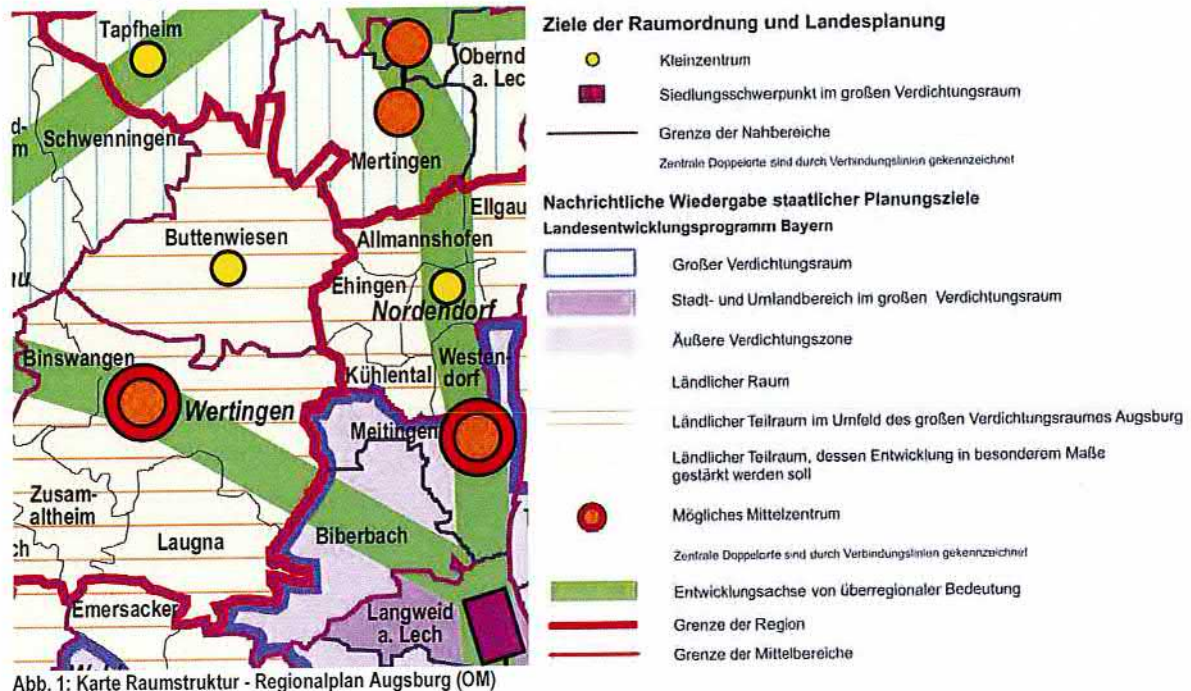 Tapfheim
Obernd
a. Lec
d-
m
Schwenningen
Mertingen
Ellgau
Buttenwiesen
Allmannshofen
Ehingen
Nordendorf
au
Binswangen
Westen-
dorf
Kühlental
Wertingen
Meitingen
Zusam-
altheim
ch
Laugna
Biberbach
Emersacker
Langweid
a. Lech
Abb. 1: Karte Raumstruktur - Regionalplan Augsburg (OM)
Ziele der Raumordnung und Landesplanung
Kleinzentrum
Siedlungsschwerpunkt im großen Verdichtungsraum
Grenze der Nahbereiche
Zentrale Doppelorte sind durch Verbindungslinien gekennzeichnet
Nachrichtliche Wiedergabe staatlicher Planungsziele
Landesentwicklungsprogramm Bayern
Großer Verdichtungsraum
Stadt- und Umlandbereich im großen Verdichtungsraum
Äußere Verdichtungszone
Ländlicher Raum
Ländlicher Teilraum im Umfeld des großen Verdichtungsraumes Augsburg
Ländlicher Teilraum, dessen Entwicklung in besonderem Maße
gestärkt werden soll
Mögliches Mittelzentrum
Zentrale Doppelorte sind durch Verbindungslinien gekennzeichnet
Entwicklungsachse von überregionaler Bedeutung
Grenze der Region
Grenze der Mittelbereiche